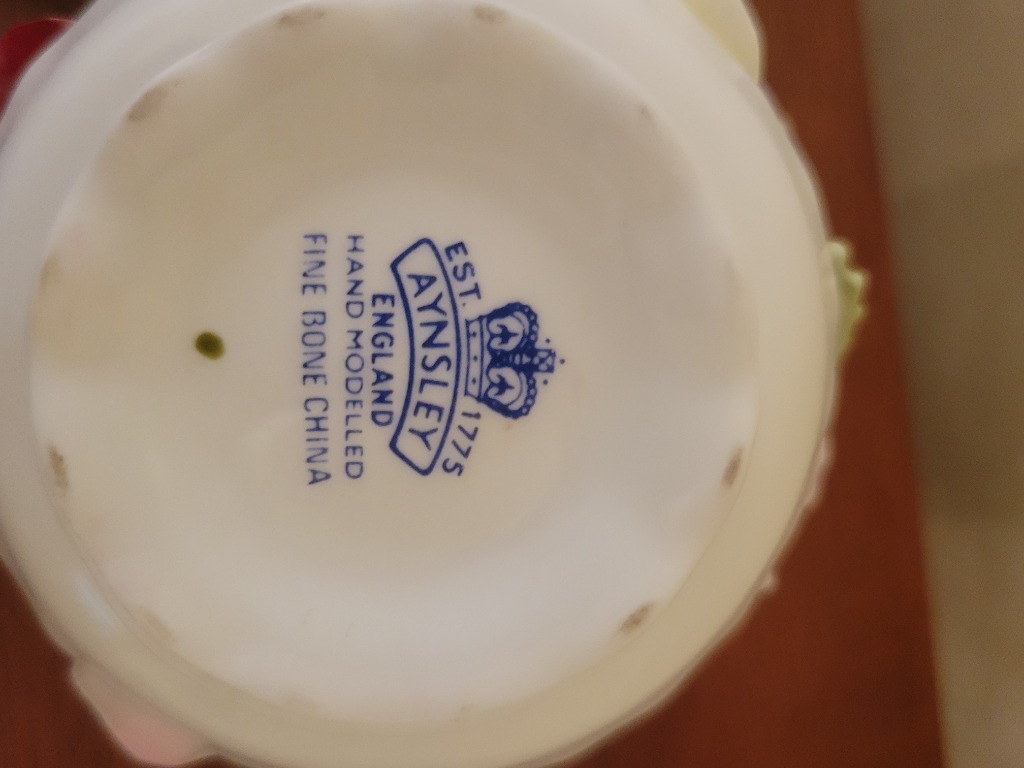 EST. 1775
AYNSLEY
ENGLAND
HAND MODELLED
FINE BONE CHINA